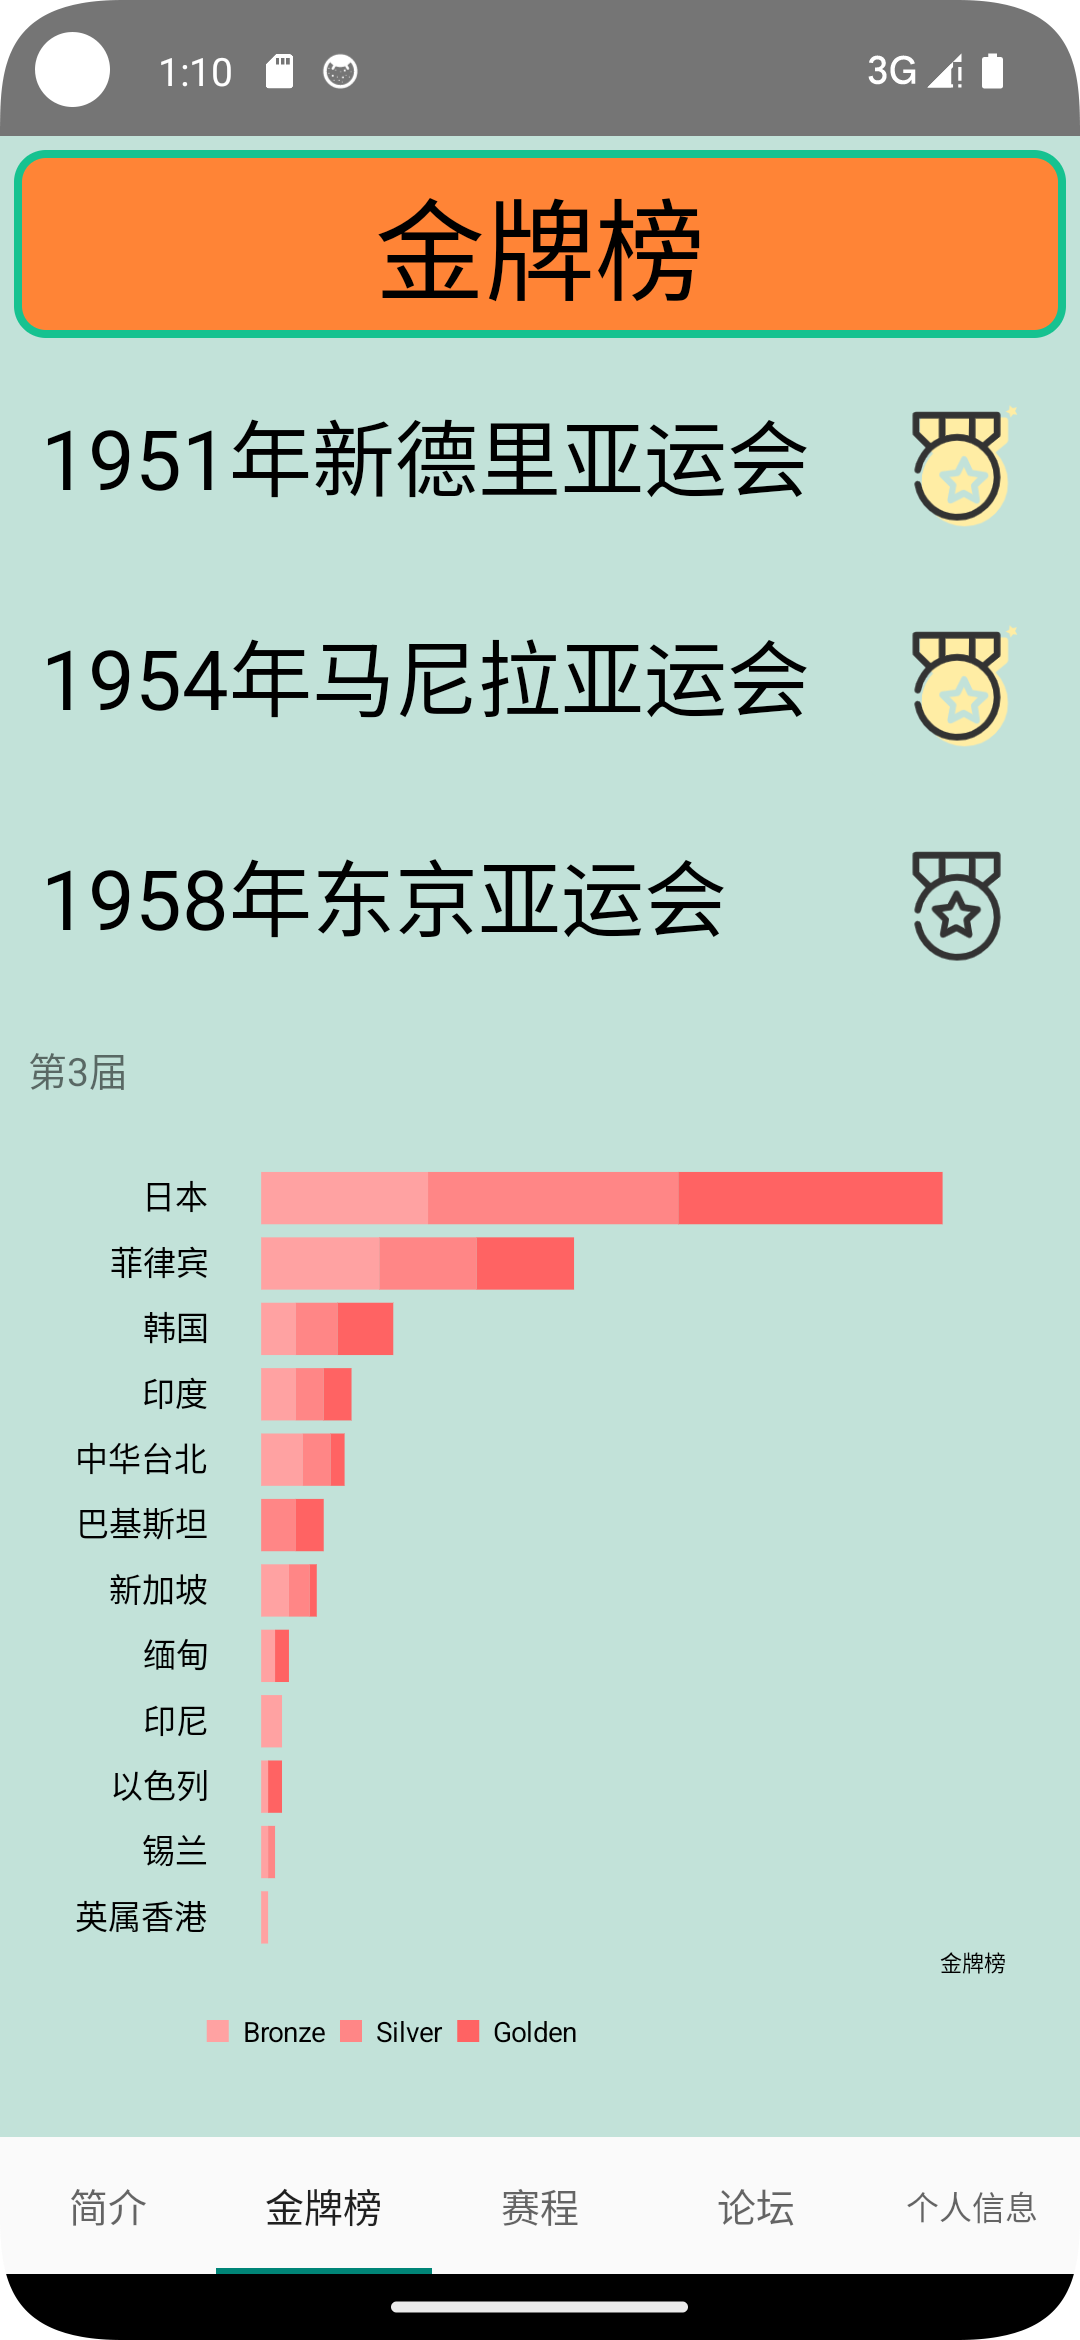 1:10
3G
金牌榜
1951年新德里亚运会
1954年马尼拉亚运会
1958年东京亚运会
第3届
日本
菲律宾
韩国
印度
中华台北
巴基斯坦
新加坡
缅甸
印尼
以色列
锡兰
英属香港
金牌榜
Bronze Silver Golden
简介 金牌榜 赛程 论坛 个人信息